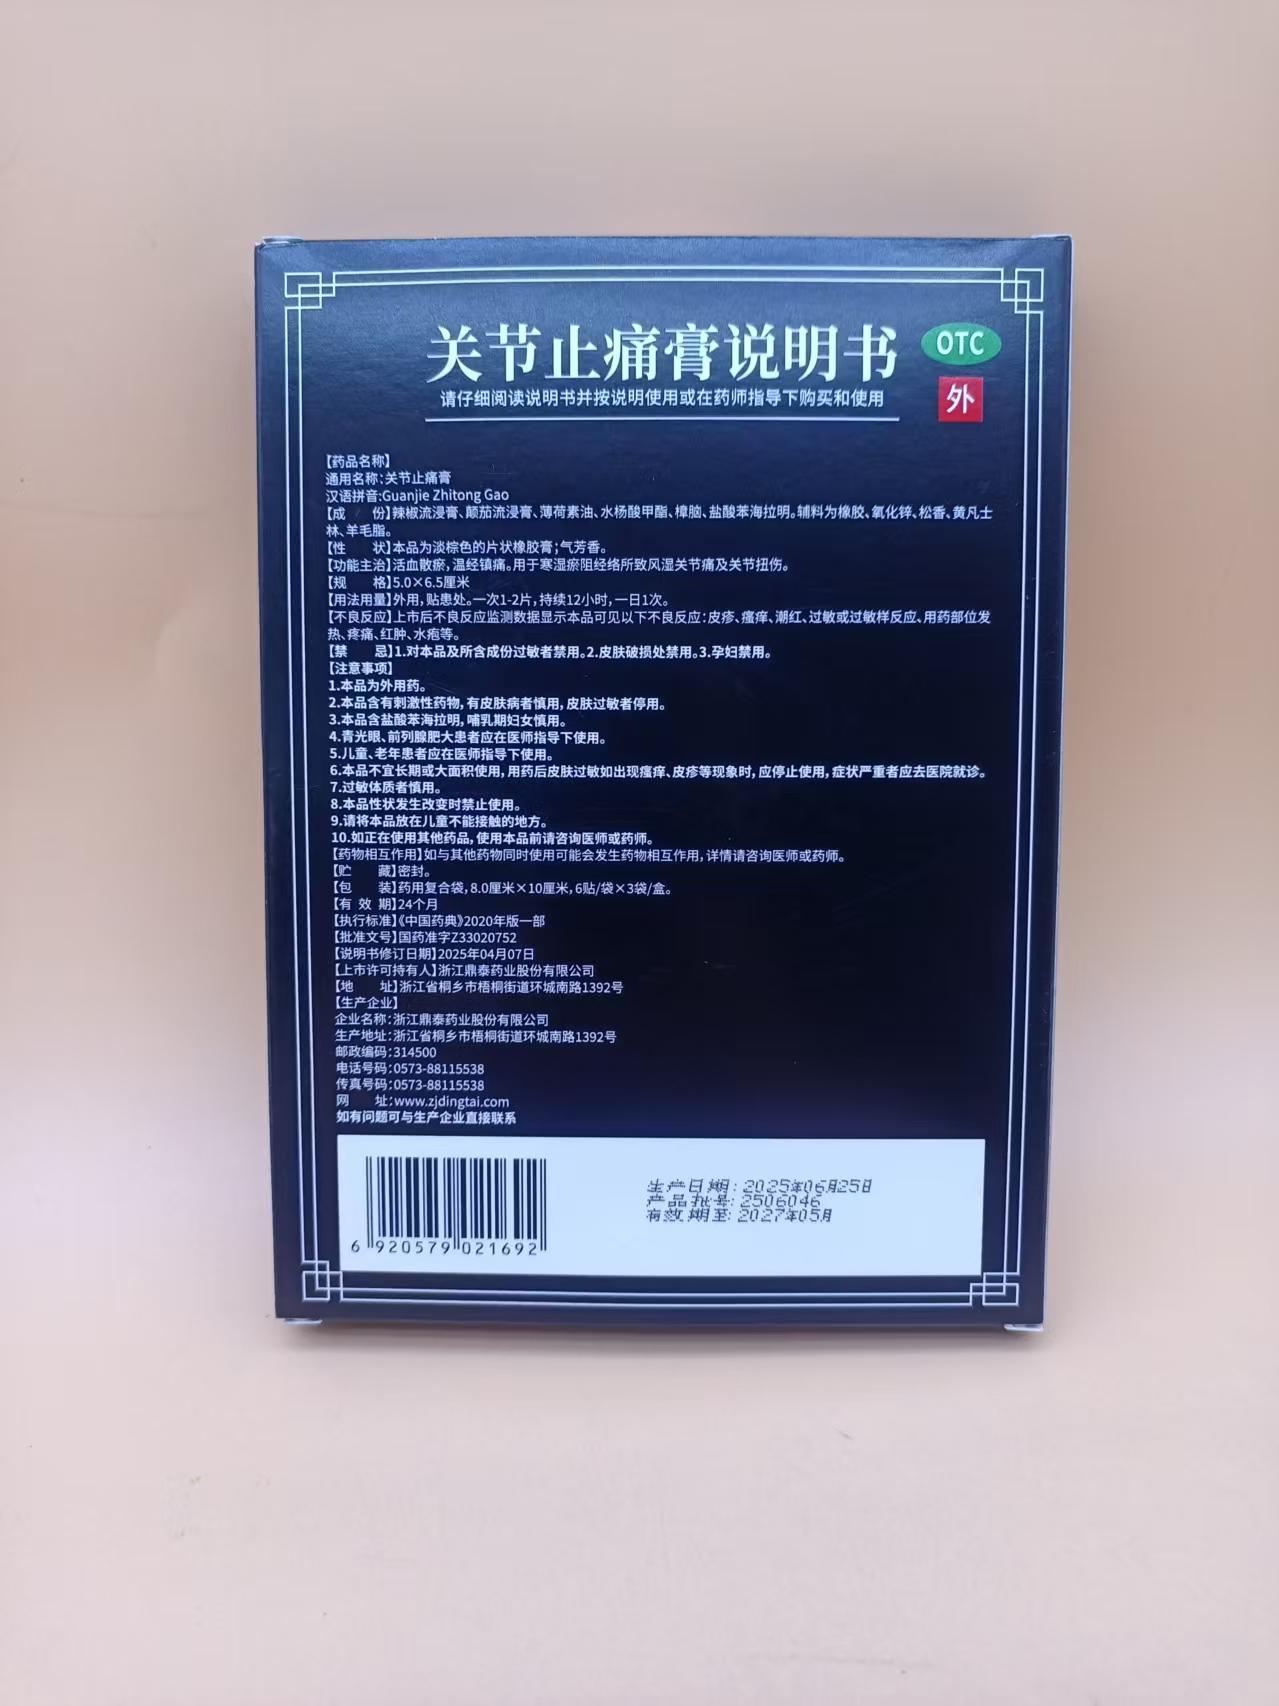 关节止痛膏说明书
OTC
请仔细阅读说明书并按说明使用或在药师指导下购买和使用
外
【药品名称】
通用名称:关节止痛膏
汉语拼音:Guanjie Zhitong Gao
【成 份】辣椒流浸膏、颠茄流浸膏、薄荷素油、水杨酸甲酯、樟脑、盐酸苯海拉明。辅料为橡胶、氧化锌、松香、黄凡士
林、羊毛脂。
【性 状】本品为淡棕色的片状橡胶膏;气芳香。
【功能主治】活血散瘀,温经镇痛。用于寒湿瘀阻经络所致风湿关节痛及关节扭伤。
【规 格】5.0×6.5厘米
【用法用量】外用,贴患处。一次1-2片,持续12小时,一日1次。
【不良反应】上市后不良反应监测数据显示本品可见以下不良反应:皮疹、瘙痒、潮红、过敏或过敏样反应、用药部位发
热、疼痛、红肿、水疱等。
【禁 忌】1.对本品及所含成份过敏者禁用。2.皮肤破损处禁用。3.孕妇禁用。
【注意事项】
1.本品为外用药。
2.本品含有刺激性药物,有皮肤病者慎用,皮肤过敏者停用。
3.本品含盐酸苯海拉明,哺乳期妇女慎用。
4.青光眼、前列腺肥大患者应在医师指导下使用。
5.儿童、老年患者应在医师指导下使用。
6.本品不宜长期或大面积使用,用药后皮肤过敏如出现瘙痒、皮疹等现象时,应停止使用,症状严重者应去医院就诊。
7.过敏体质者慎用。
8.本品性状发生改变时禁止使用。
9.请将本品放在儿童不能接触的地方。
10.如正在使用其他药品,使用本品前请咨询医师或药师。
【药物相互作用】如与其他药物同时使用可能会发生药物相互作用,详情请咨询医师或药师。
【贮 藏】密封。
【包 装】药用复合袋,8.0厘米×10厘米,6贴/袋×3袋/盒。
【有 效 期】24个月
【执行标准】《中国药典》2020年版一部
【批准文号】国药准字Z33020752
【说明书修订日期】2025年04月07日
【上市许可持有人】浙江鼎泰药业股份有限公司
【地 址】浙江省桐乡市梧桐街道环城南路1392号
【生产企业】
企业名称:浙江鼎泰药业股份有限公司
生产地址:浙江省桐乡市梧桐街道环城南路1392号
邮政编码:314500
电话号码:0573-88115538
传真号码:0573-88115538
网 址:www.zjdingtai.com
如有问题可与生产企业直接联系
生产日期:2025年06月25日
产品批号:2506046
有效期至:2027年05月
6 920579 021692